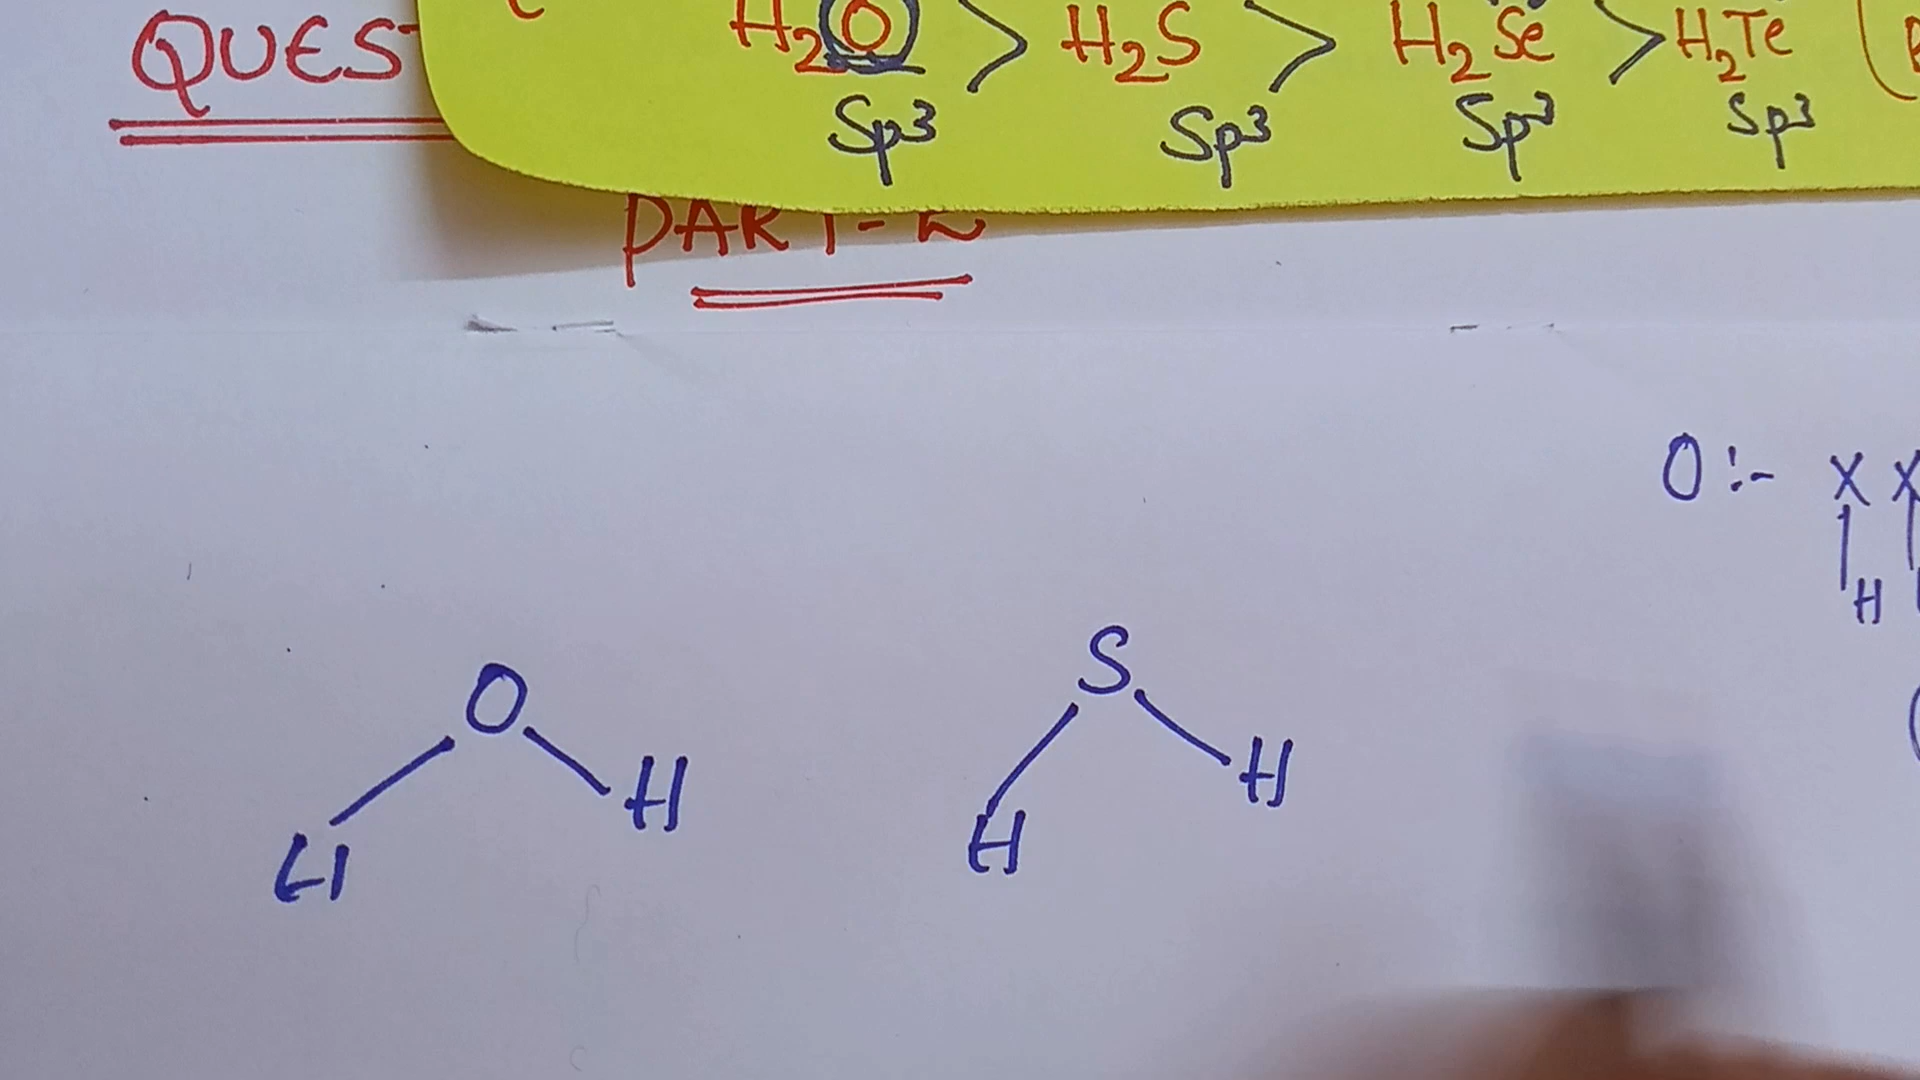 QUES
H₂O > H₂S > H₂Se > H₂Te
Sp³ Sp³ Sp³ Sp³
PART-2
O :- X X
H
O
H
S
H
H